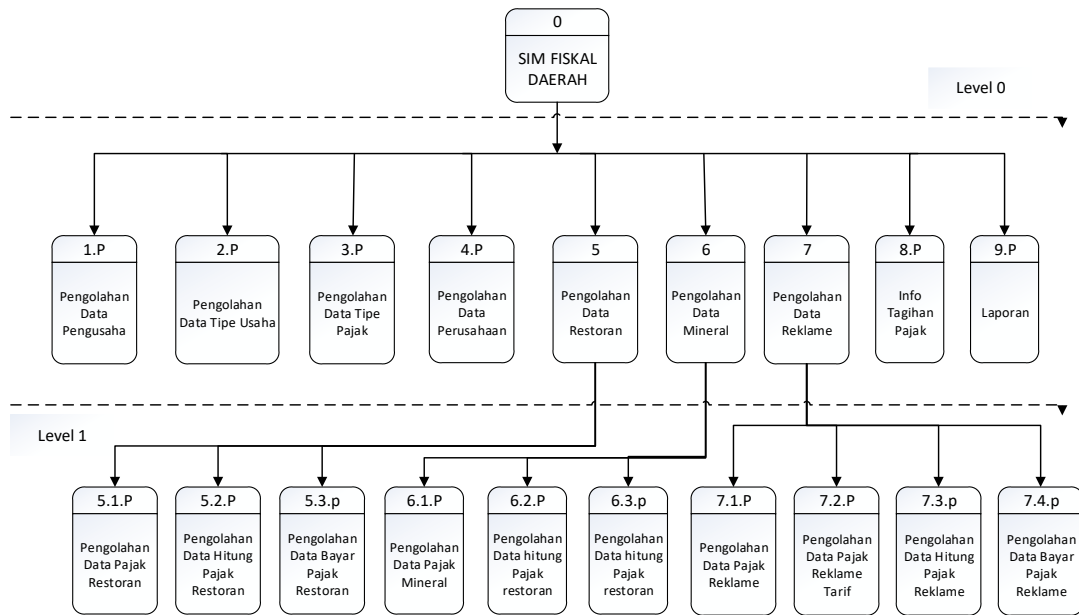 0
SIM FISKAL
DAERAH
Level 0
1.P
Pengolahan
Data
Pengusaha
2.P
Pengolahan
Data Tipe Usaha
3.P
Pengolahan
Data Tipe
Pajak
4.P
Pengolahan
Data
Perusahaan
5
Pengolahan
Data
Restoran
6
Pengolahan
Data
Mineral
7
Pengolahan
Data
Reklame
8.P
Info
Tagihan
Pajak
9.P
Laporan
Level 1
5.1.P
Pengolahan
Data Pajak
Restoran
5.2.P
Pengolahan
Data Hitung
Pajak
Restoran
5.3.p
Pengolahan
Data Bayar
Pajak
Restoran
6.1.P
Pengolahan
Data Pajak
Mineral
6.2.P
Pengolahan
Data hitung
Pajak
restoran
6.3.p
Pengolahan
Data hitung
Pajak
restoran
7.1.P
Pengolahan
Data Pajak
Reklame
7.2.P
Pengolahan
Data Pajak
Reklame
Tarif
7.3.p
Pengolahan
Data Hitung
Pajak
Reklame
7.4.p
Pengolahan
Data Bayar
Pajak
Reklame